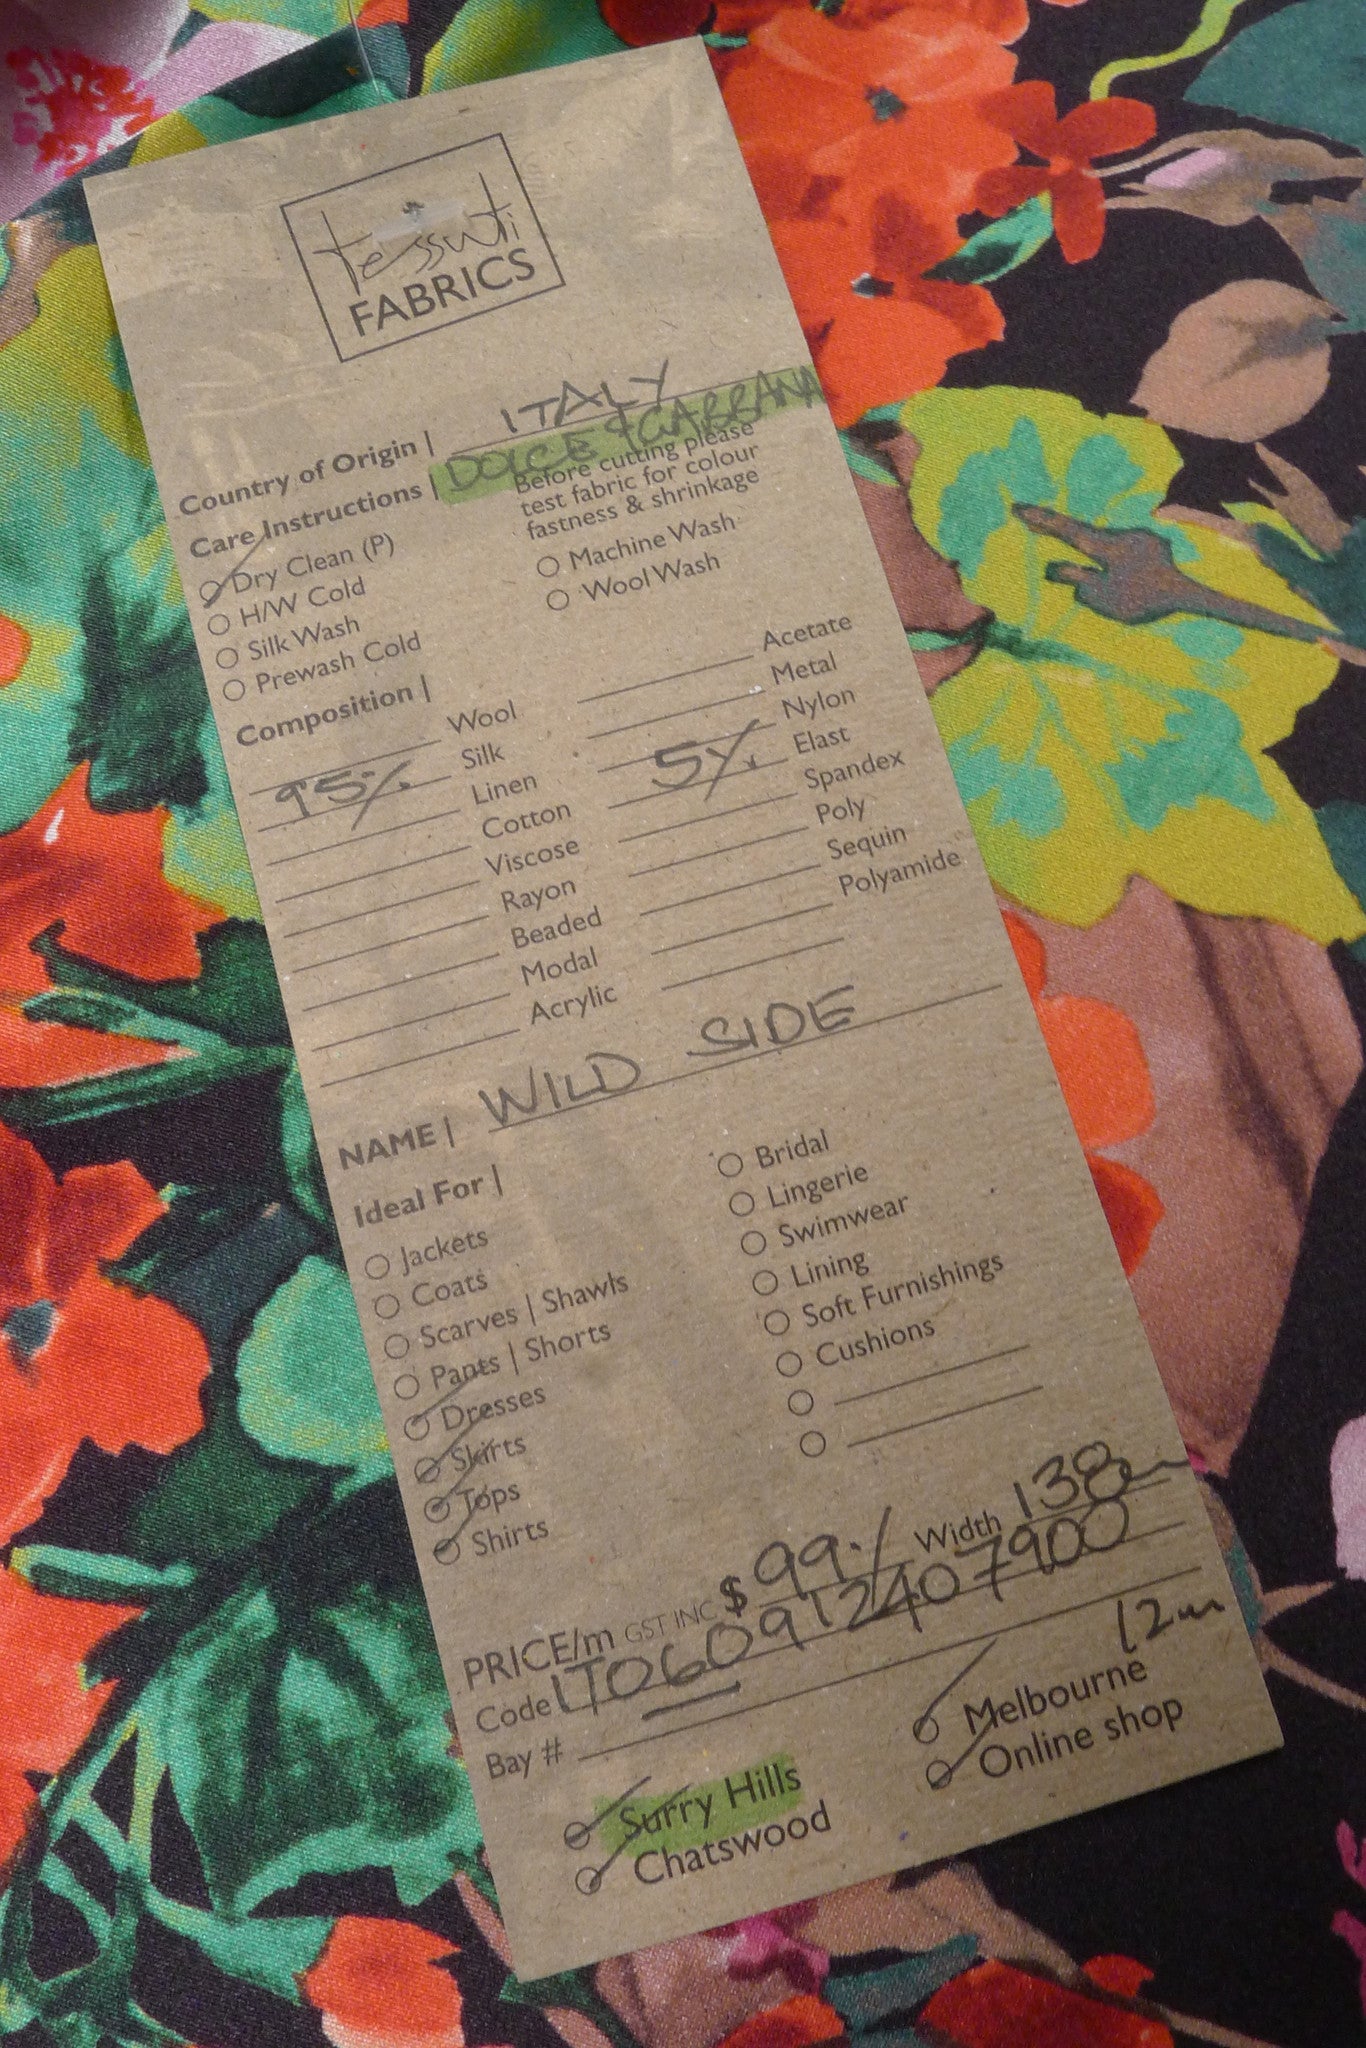 tessuti
FABRICS
Country of Origin | ITALY
Care Instructions | DOLCE & GABBANA
Dry Clean (P)
H/W Cold
Silk Wash
Prewash Cold
Before cutting please
test fabric for colour
fastness & shrinkage
Machine Wash
Wool Wash
Composition |
Wool
95% Silk
Linen
Cotton
Viscose
Rayon
Beaded
Modal
Acrylic
Acetate
Metal
Nylon
5% Elast
Spandex
Poly
Sequin
Polyamide
NAME | WILD SIDE
Ideal For |
Jackets
Coats
Scarves | Shawls
Pants | Shorts
Dresses
Skirts
Tops
Shirts
Bridal
Lingerie
Swimwear
Lining
Soft Furnishings
Cushions
PRICE/m GST INC $ 99./ Width 138
Code 1TO60912407900
Bay #
12m
Surry Hills
Chatswood
Melbourne
Online shop